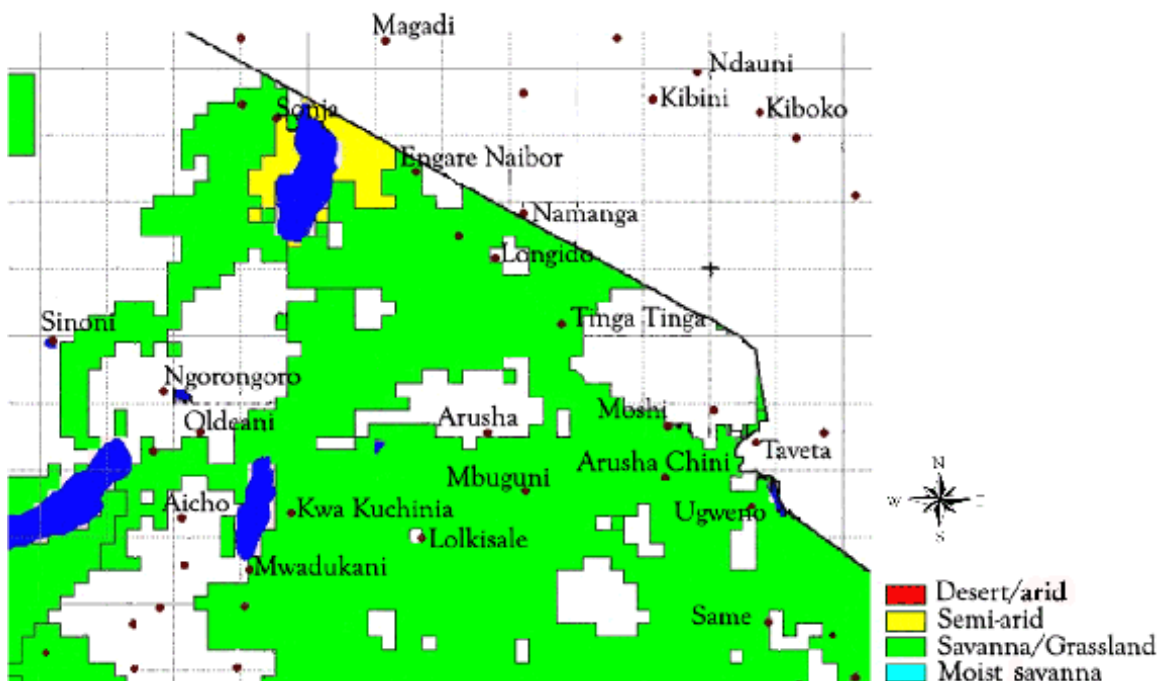 Magadi
Ndauni
Kibini
Kiboko
Sonja
Engare Naibor
Namanga
Longido
Sinoni
Tinga Tinga
Ngorongoro
Oldeani
Arusha
Moshi
Taveta
Mbuguni
Arusha Chini
Aicho
Kwa Kuchinia
Ugweno
Lolkisale
Mwadukani
Same
N
W
E
S
Desert/arid
Semi-arid
Savanna/Grassland
Moist savanna